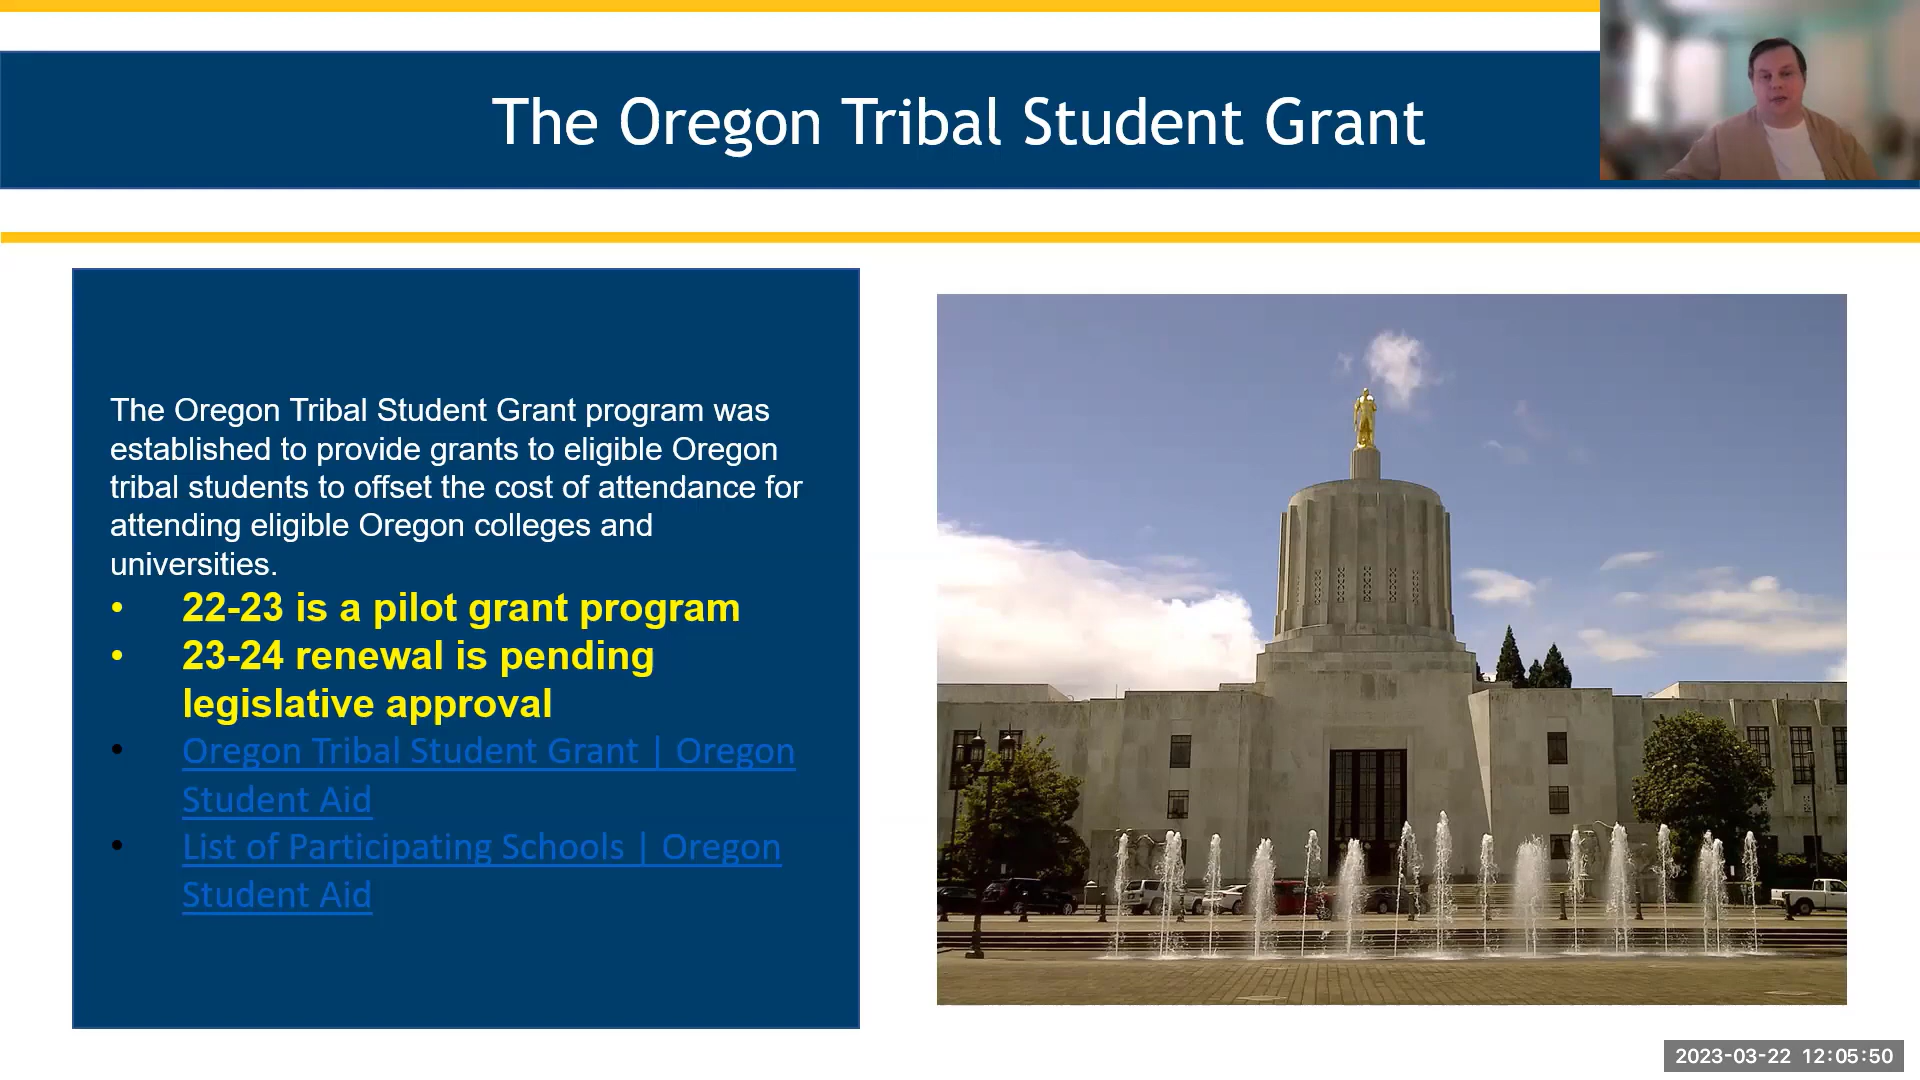 The Oregon Tribal Student Grant
The Oregon Tribal Student Grant program was
established to provide grants to eligible Oregon
tribal students to offset the cost of attendance for
attending eligible Oregon colleges and
universities.
• 22-23 is a pilot grant program
• 23-24 renewal is pending
legislative approval
• Oregon Tribal Student Grant | Oregon
Student Aid
• List of Participating Schools | Oregon
Student Aid
2023-03-22 12:05:50